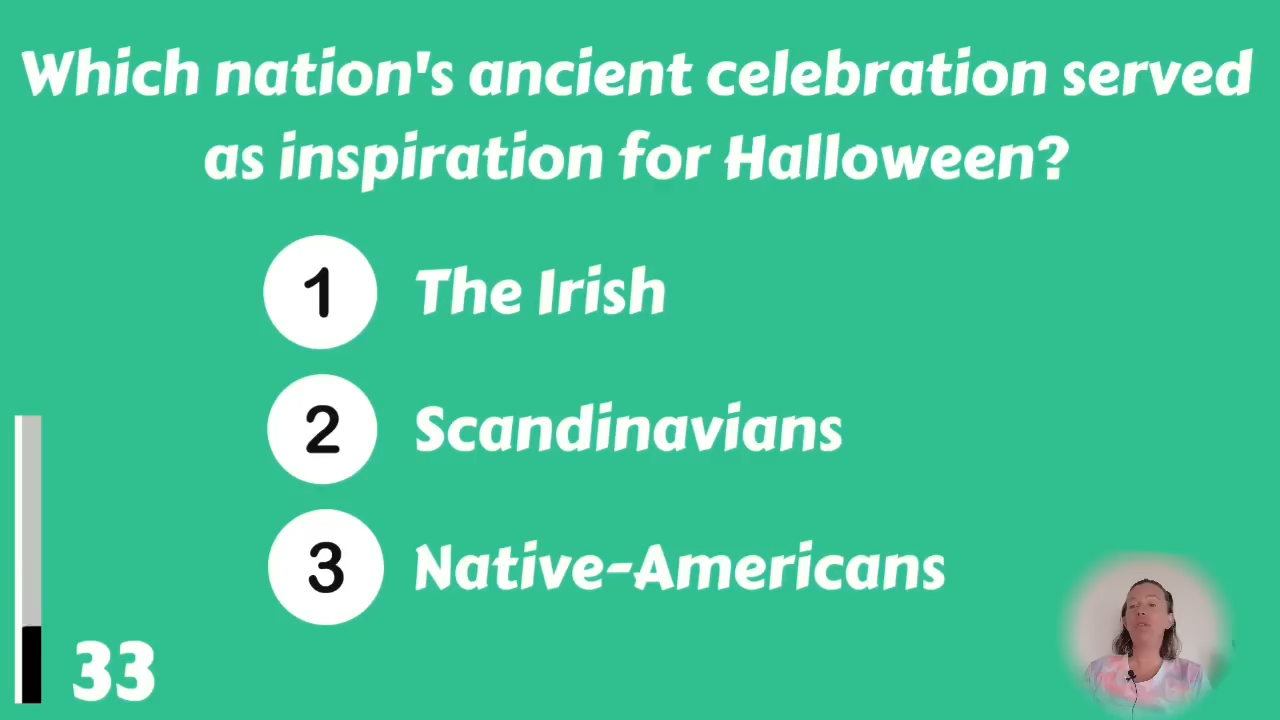 Which nation's ancient celebration served
as inspiration for Halloween?
1 The Irish
2 Scandinavians
3 Native-Americans
33